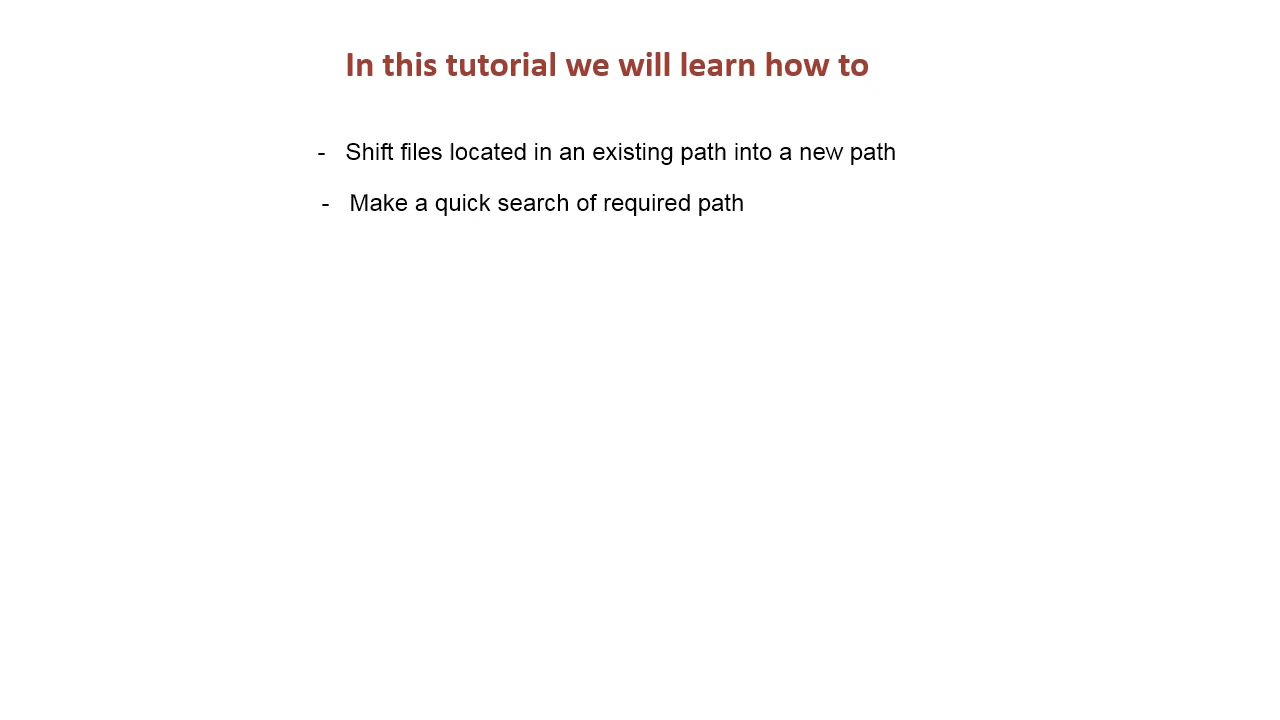 In this tutorial we will learn how to
- Shift files located in an existing path into a new path
- Make a quick search of required path